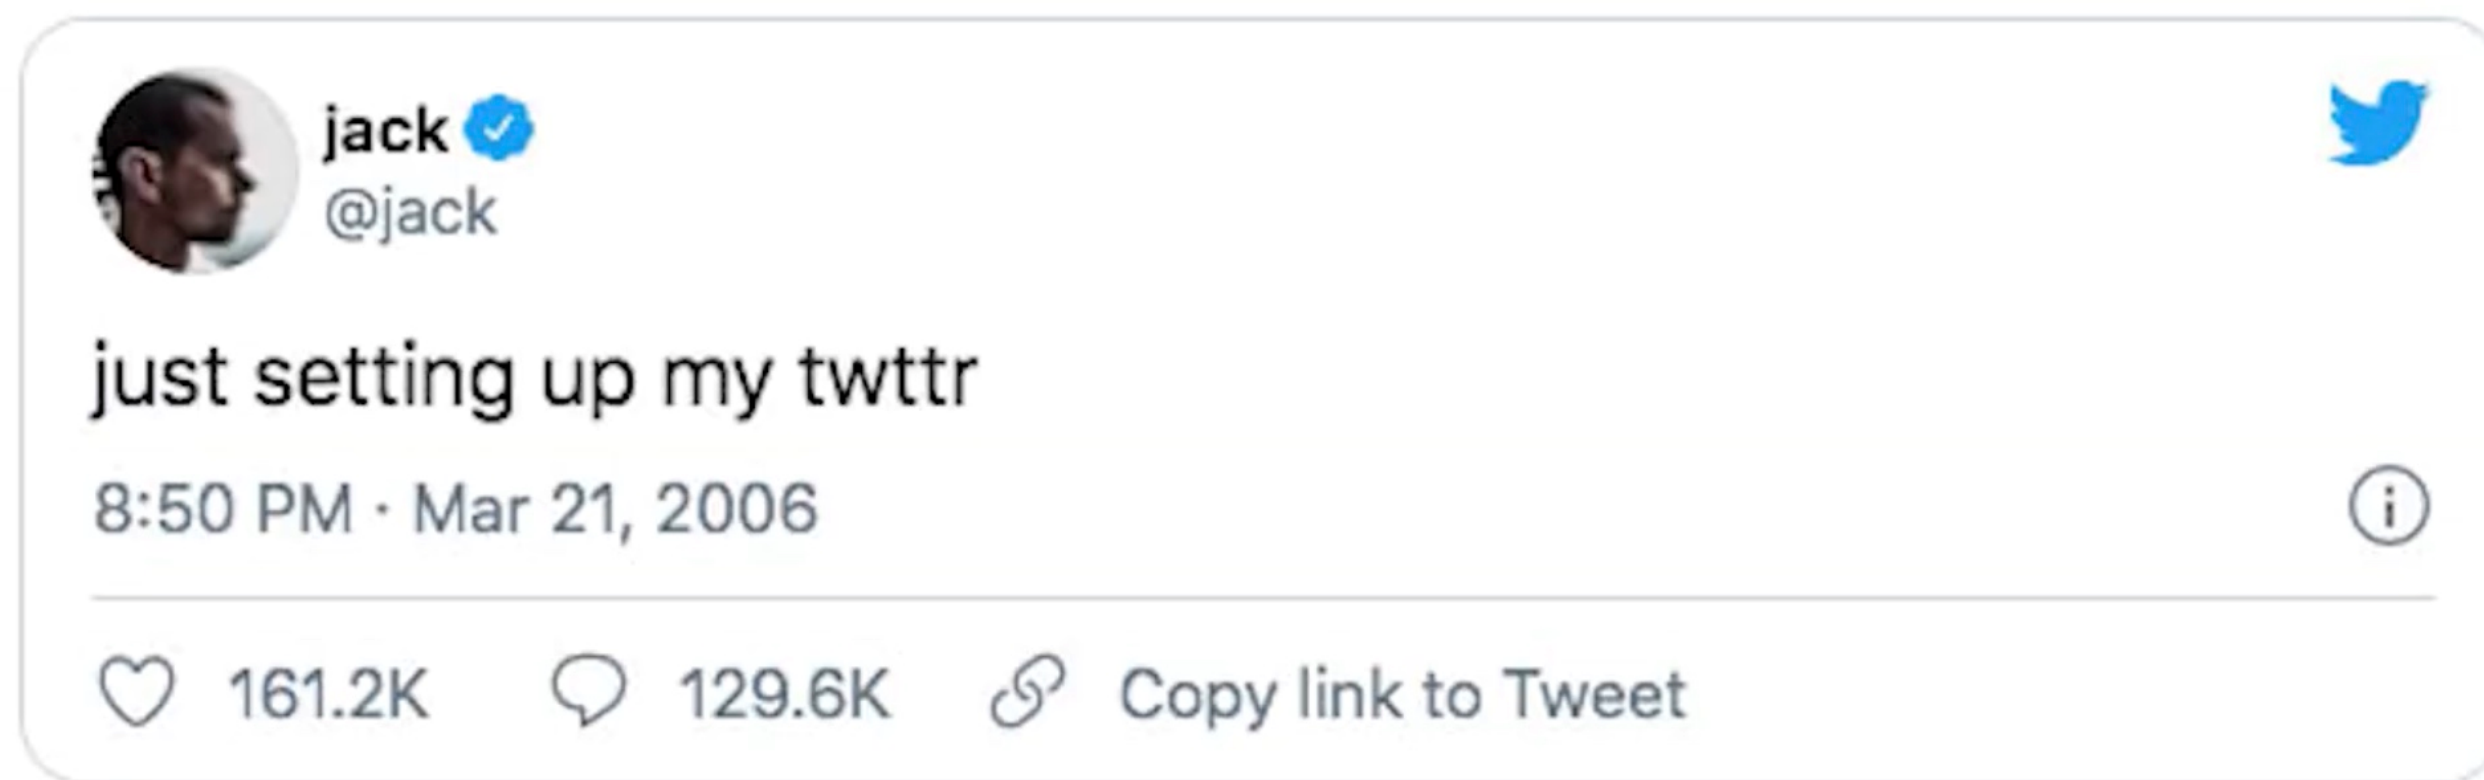 jack
@jack
just setting up my twttr
8:50 PM · Mar 21, 2006
161.2K 129.6K Copy link to Tweet